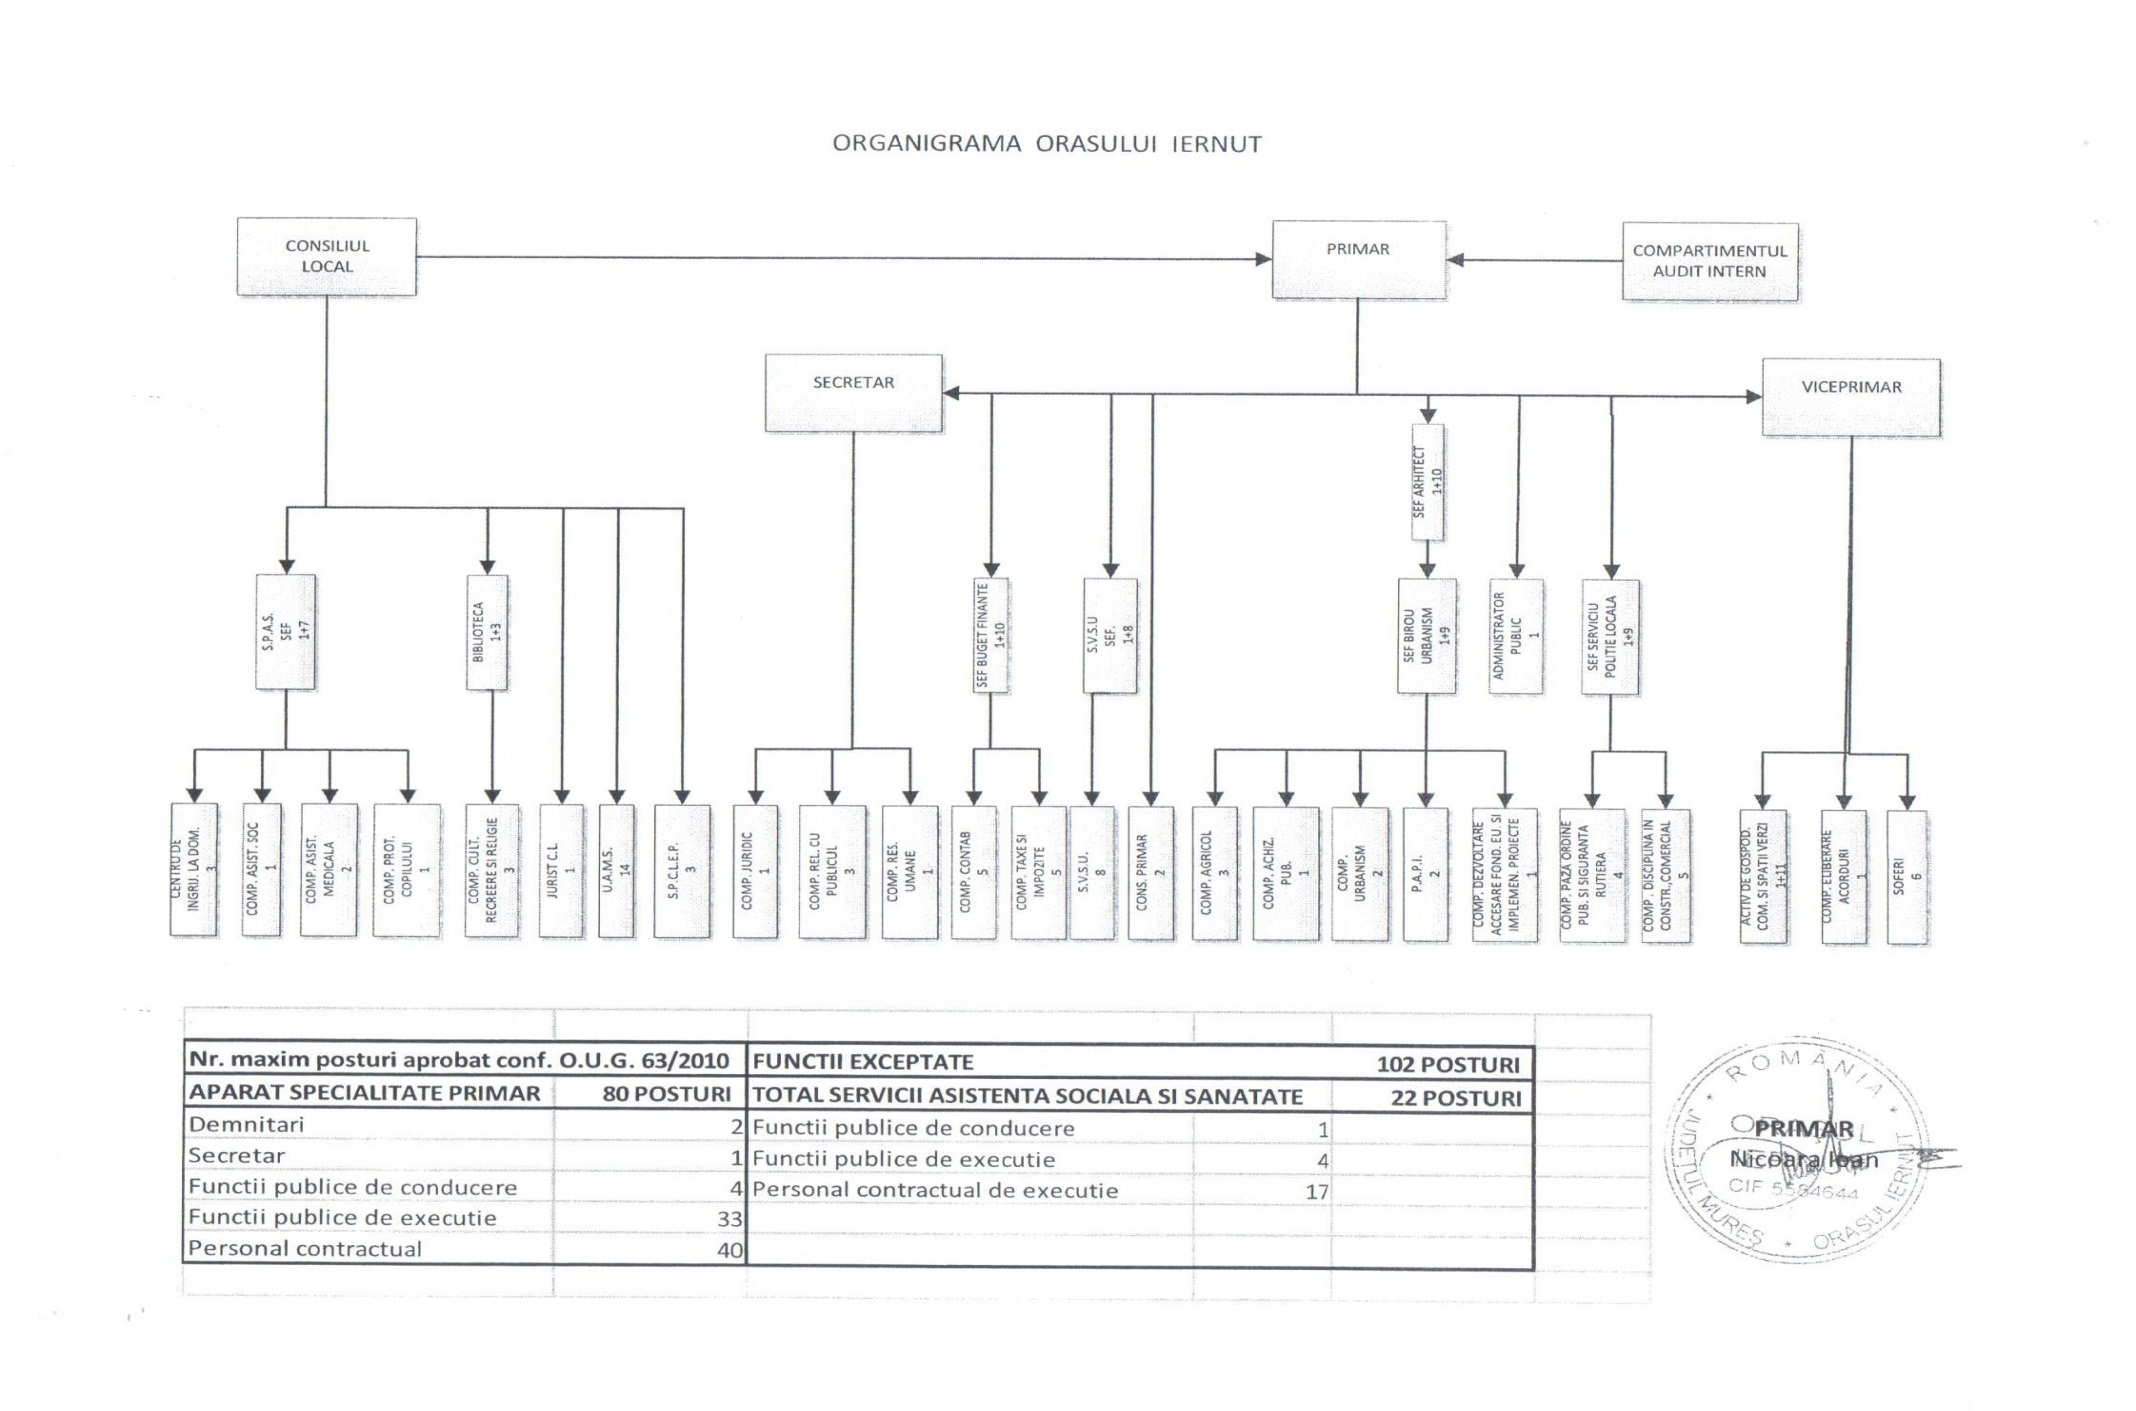 ORGANIGRAMA ORASULUI IERNUT
CONSILIUL
LOCAL
PRIMAR
COMPARTIMENTUL
AUDIT INTERN
SECRETAR
VICEPRIMAR
SEF ARHITECT
1+10
S.P.A.S.
SEF
1+7
BIBLIOTECA
1+3
SEF BUGET FINANTE
1+10
S.V.S.U
SEF.
1+8
SEF BIROU
URBANISM
1+9
ADMINISTRATOR
PUBLIC
1
SEF SERVICIU
POLITIE LOCALA
1+9
CENTRU DE
INGRIJ. LA DOM.
3
COMP. ASIST. SOC
1
COMP. ASIST.
MEDICALA
2
COMP. PROT.
COPILULUI
1
COMP. CULT.
RECREERE SI RELIGIE
3
JURIST C.L
1
U.A.M.S.
14
S.P.C.L.E.P.
3
COMP. JURIDIC
1
COMP. REL. CU
PUBLICUL
3
COMP. RES.
UMANE
1
COMP. CONTAB
5
COMP. TAXE SI
IMPOZITE
5
S.V.S.U.
8
CONS. PRIMAR
2
COMP. AGRICOL
3
COMP. ACHIZ.
PUB.
1
COMP.
URBANISM
2
P.A.P.I.
2
COMP. DEZVOLTARE
ACCESARE FOND. EU. SI
IMPLEMEN. PROIECTE
1
COMP. PAZA ORDINE
PUB. SI SIGURANTA
RUTIERA
4
COMP. DISCIPLINA IN
CONSTR.,COMERCIAL
5
ACTIV DE GOSPOD.
COM. SI SPATII VERZI
1+11
COMP. ELIBERARE
ACORDURI
1
SOFERI
6
Nr. maxim posturi aprobat conf. O.U.G. 63/2010 FUNCTII EXCEPTATE 102 POSTURI
APARAT SPECIALITATE PRIMAR 80 POSTURI TOTAL SERVICII ASISTENTA SOCIALA SI SANATATE 22 POSTURI
Demnitari 2 Functii publice de conducere 1
Secretar 1 Functii publice de executie 4
Functii publice de conducere 4 Personal contractual de executie 17
Functii publice de executie 33
Personal contractual 40
ROMÂNIA
ORAȘUL
PRIMAR
Nicoara Ioan
CIF 5584644
JUDEȚUL MUREȘ * ORAȘUL IERNUT